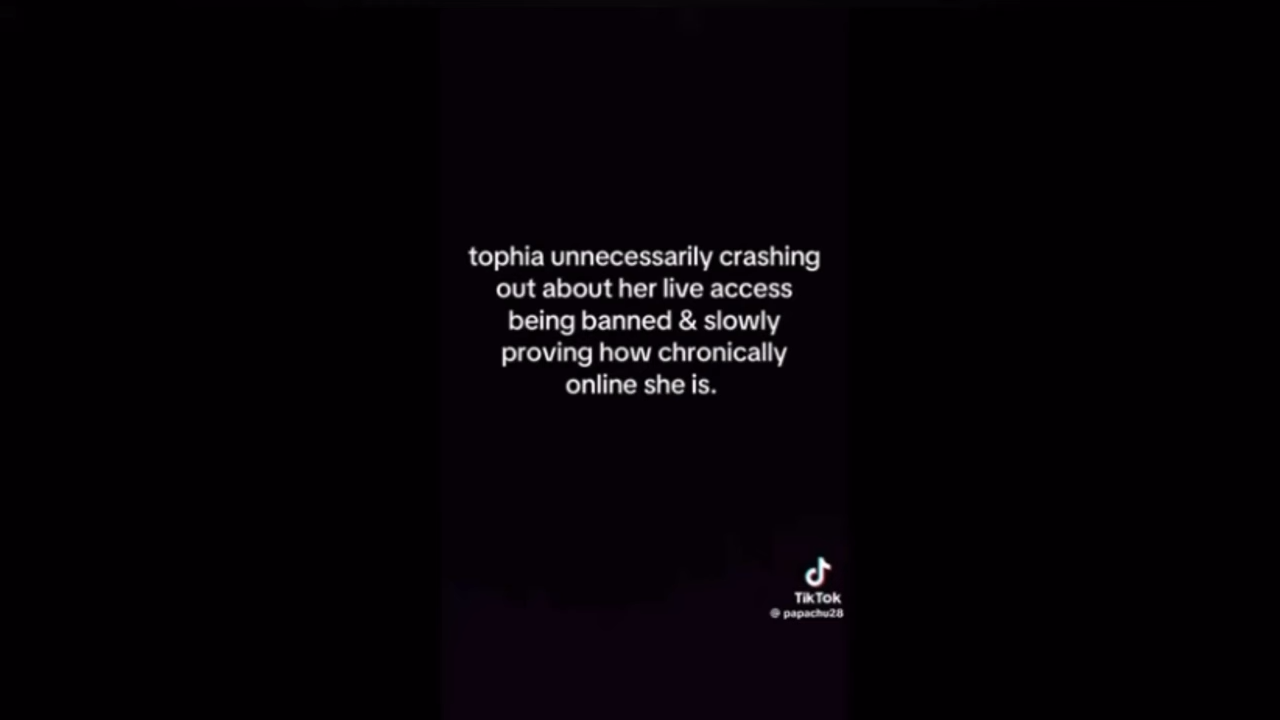 tophia unnecessarily crashing
out about her live access
being banned & slowly
proving how chronically
online she is.
TikTok
@ papachu28